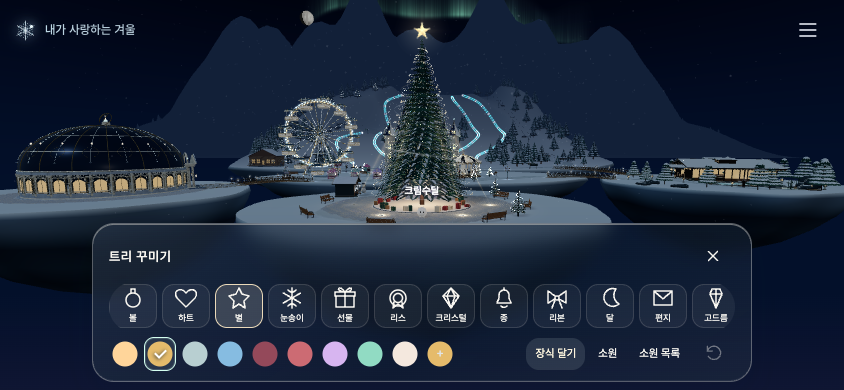 내가 사랑하는 겨울
크림수틸
트리 꾸미기
볼
하트
별
눈송이
선물
리스
크리스털
종
리본
달
편지
고드름
+
장식 달기
소원
소원 목록